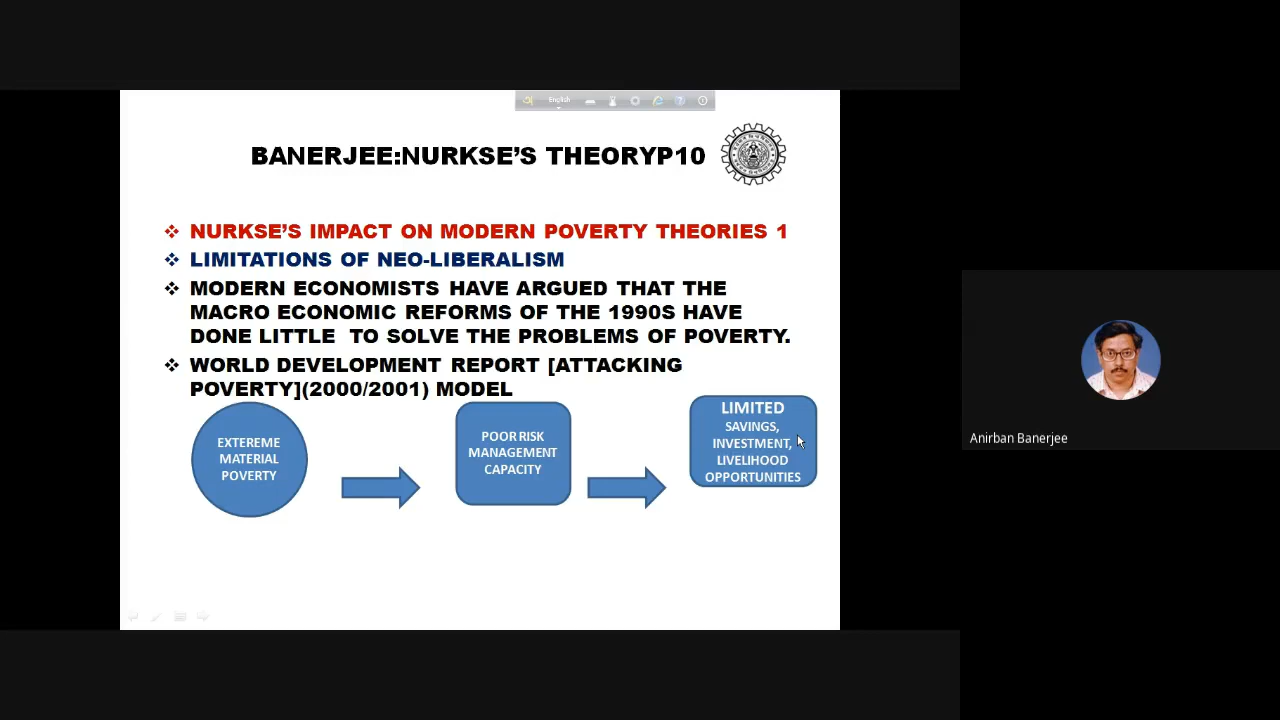 English
BANERJEE:NURKSE'S THEORYP10
NURKSE'S IMPACT ON MODERN POVERTY THEORIES 1
LIMITATIONS OF NEO-LIBERALISM
MODERN ECONOMISTS HAVE ARGUED THAT THE
MACRO ECONOMIC REFORMS OF THE 1990S HAVE
DONE LITTLE TO SOLVE THE PROBLEMS OF POVERTY.
WORLD DEVELOPMENT REPORT [ATTACKING
POVERTY](2000/2001) MODEL
EXTEREME
MATERIAL
POVERTY
POOR RISK
MANAGEMENT
CAPACITY
LIMITED
SAVINGS,
INVESTMENT,
LIVELIHOOD
OPPORTUNITIES
Anirban Banerjee